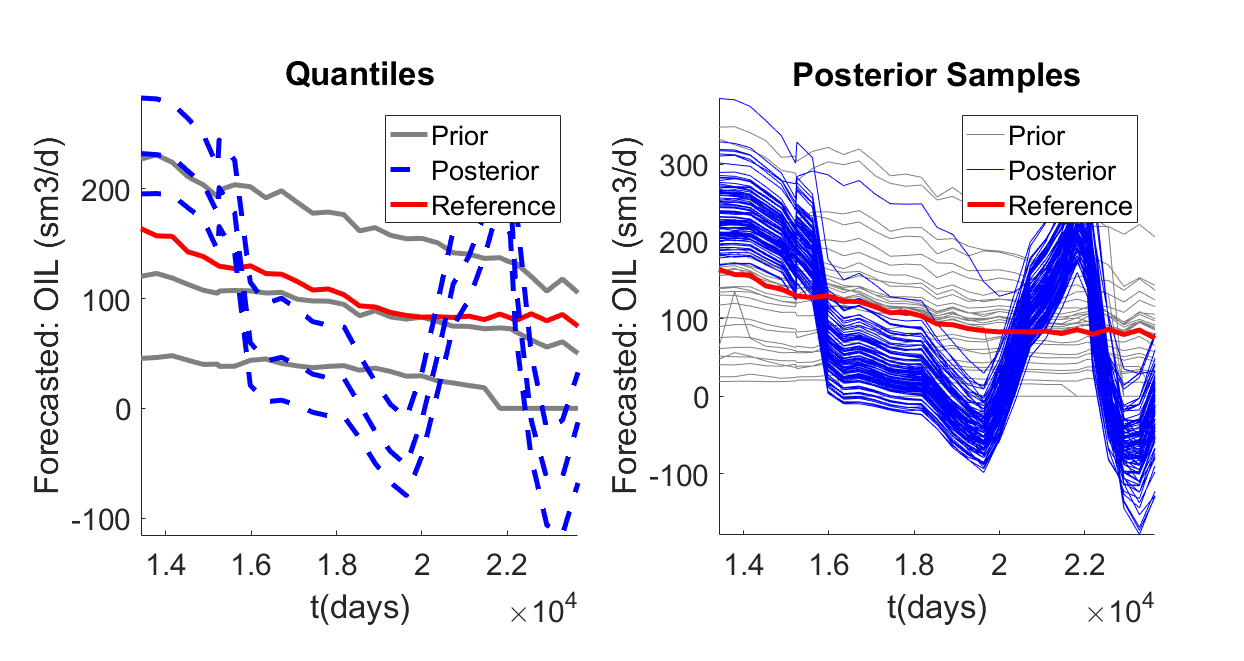 Quantiles
Forecasted: OIL (sm3/d)
200
100
0
-100
Prior
Posterior
Reference
1.4 1.6 1.8 2 2.2
t(days)
×10^4
Posterior Samples
Forecasted: OIL (sm3/d)
300
200
100
0
-100
Prior
Posterior
Reference
1.4 1.6 1.8 2 2.2
t(days)
×10^4